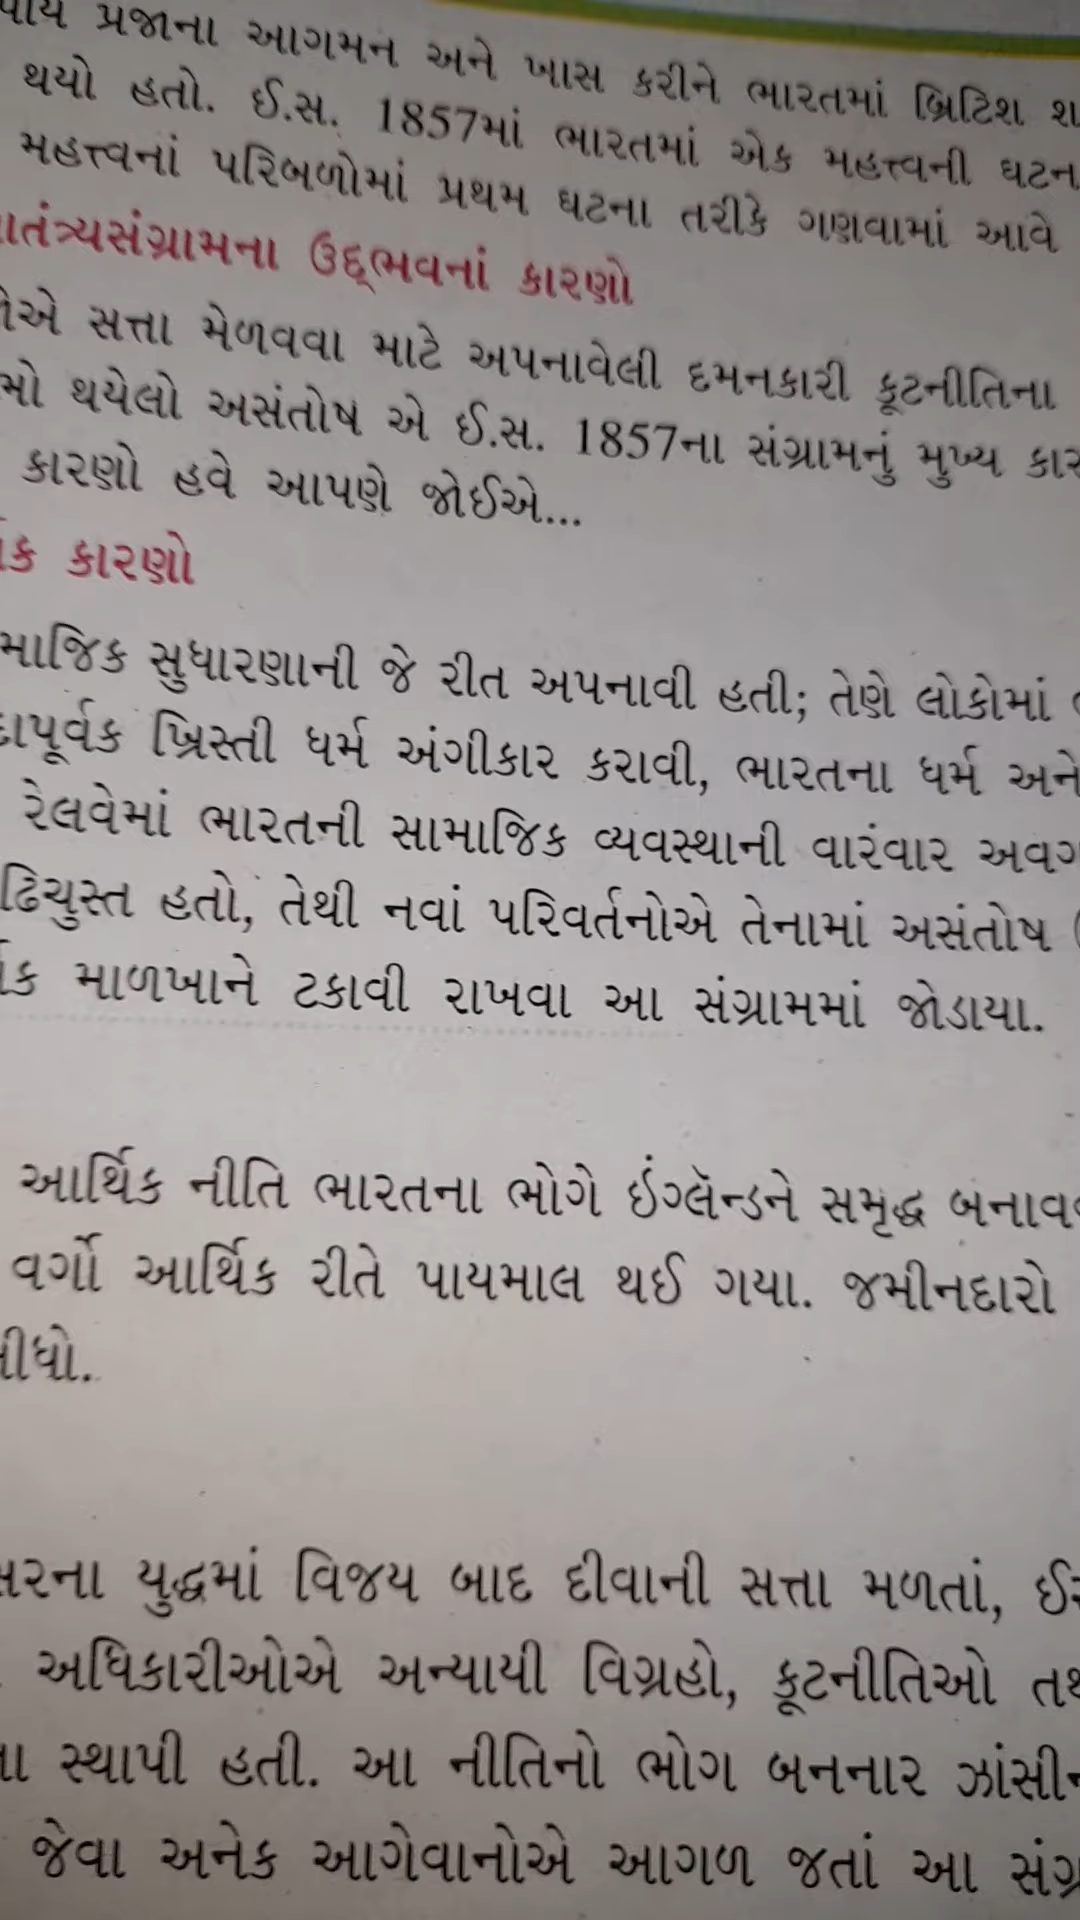 પ્રજાના આગમન અને ખાસ કરીને ભારતમાં બ્રિટિશ
થયો હતો. ઈ.સ. 1857માં ભારતમાં એક મહત્ત્વની
મહત્ત્વનાં પરિબળોમાં પ્રથમ ઘટના તરીકે ગણવામાં આવે
ઉદ્ભવનાં કારણો
સત્તા મેળવવા માટે અપનાવેલી દમનકારી કૂટનીતિના
થયેલો અસંતોષ એ ઈ.સ. 1857ના સંગ્રામનું મુખ્ય
કારણો હવે આપણે જોઈએ...
કારણો
સુધારણાની જે રીત અપનાવી હતી; તેણે લોકોમાં
ખ્રિસ્તી ધર્મ અંગીકાર કરાવી, ભારતના ધર્મ અને
રેલવેમાં ભારતની સામાજિક વ્યવસ્થાની વારંવાર
હતો, તેથી નવાં પરિવર્તનોએ તેનામાં અસંતોષ
માળખાને ટકાવી રાખવા આ સંગ્રામમાં જોડાયા.
આર્થિક નીતિ ભારતના ભોગે ઇંગ્લૅન્ડને સમૃદ્ધ
વર્ગો આર્થિક રીતે પાયમાલ થઈ ગયા. જમીનદારો
યુદ્ધમાં વિજય બાદ દીવાની સત્તા મળતાં,
અધિકારીઓએ અન્યાયી વિગ્રહો, કૂટનીતિઓ
સ્થાપી હતી. આ નીતિનો ભોગ બનનાર
જેવા અનેક આગેવાનોએ આગળ જતાં આ